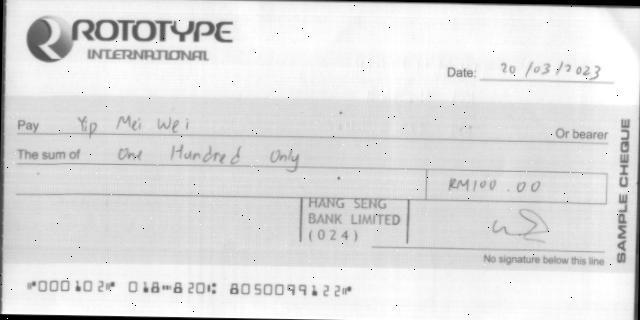 ROTOTYPE
INTERNATIONAL
Date: 20/03/2023
Pay Yip Mei Wei Or bearer
The sum of One Hundred Only
RM100.00
HANG SENG
BANK LIMITED
(024)
No signature below this line
SAMPLE CHEQUE
⑈000102⑈ 018⑉820⑆ 8050099122⑈